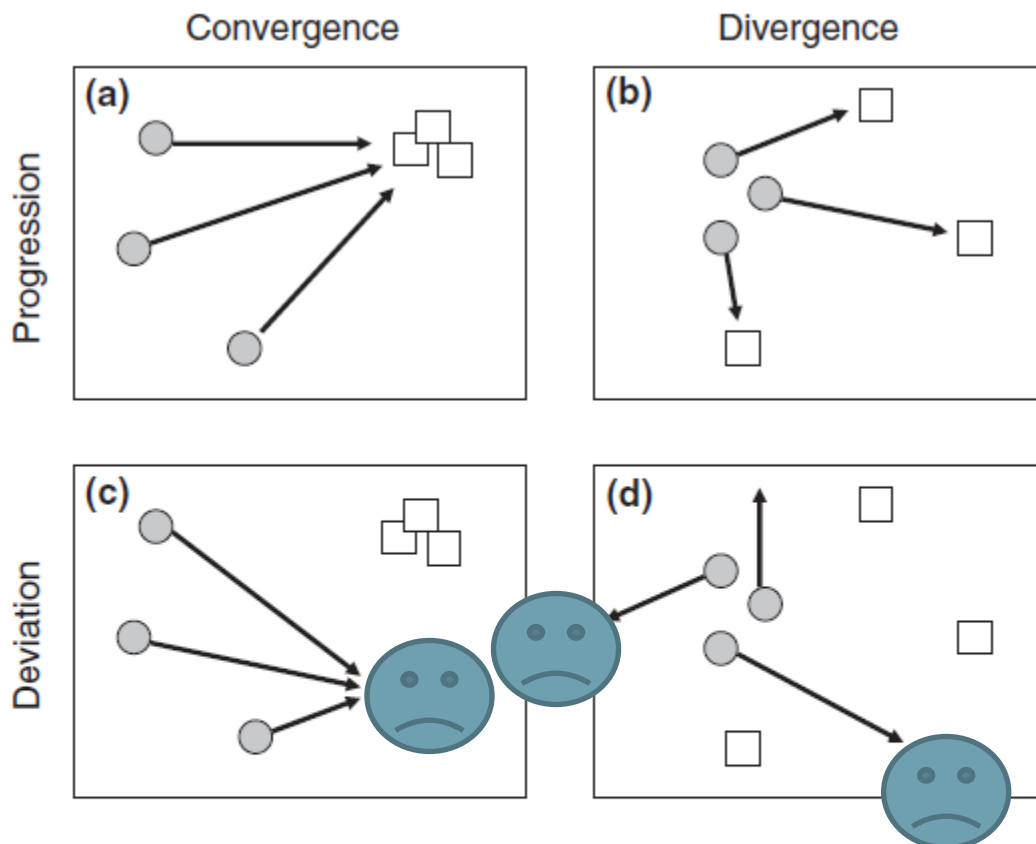 Convergence
Divergence
Progression
(a)
(b)
Deviation
(c)
(d)